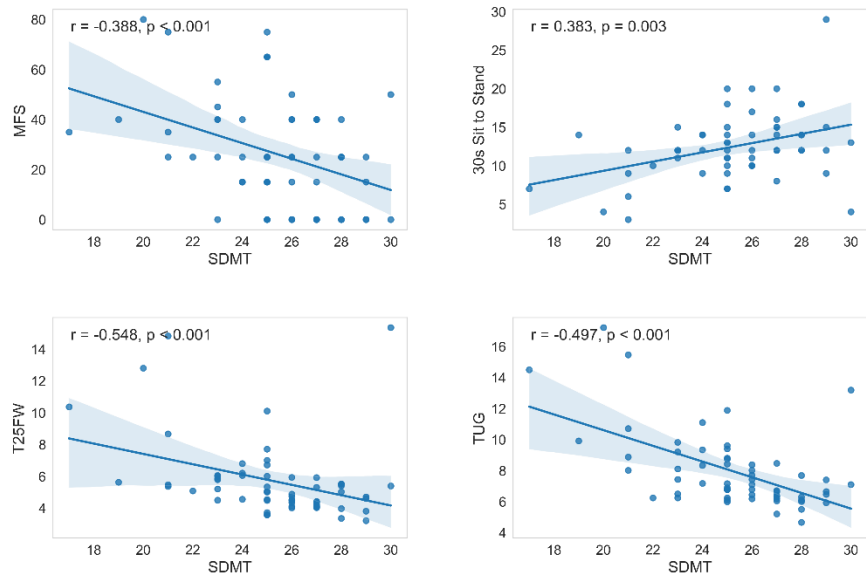 r = -0.388, p < 0.001
80
60
40
20
0
MFS
18 20 22 24 26 28 30
SDMT
r = 0.383, p = 0.003
30
25
20
15
10
5
30s Sit to Stand
18 20 22 24 26 28 30
SDMT
r = -0.548, p < 0.001
14
12
10
8
6
4
T25FW
18 20 22 24 26 28 30
SDMT
r = -0.497, p < 0.001
16
14
12
10
8
6
4
TUG
18 20 22 24 26 28 30
SDMT